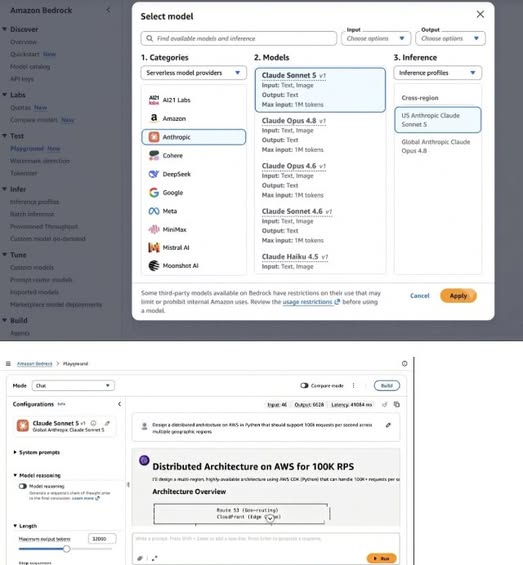 Amazon Bedrock
Discover
Overview
Quickstart New
Model catalog
API keys
Labs
Quotas New
Compare models New
Test
Playground New
Watermark detection
Tokenizer
Infer
Inference profiles
Batch inference
Provisioned Throughput
Custom model on-demand
Tune
Custom models
Prompt router models
Imported models
Marketplace model deployments
Build
Agents
Select model
Find available models and inference
Input
Choose options
Output
Choose options
1. Categories
Serverless model providers
AI21 Labs
Amazon
Anthropic
Cohere
DeepSeek
Google
Meta
MiniMax
Mistral AI
Moonshot AI
2. Models
Claude Sonnet 5 v1
Input: Text, Image
Output: Text
Max input: 1M tokens
Claude Opus 4.8 v1
Input: Text, Image
Output: Text
Max input: 1M tokens
Claude Opus 4.6 v1
Input: Text, Image
Output: Text
Max input: 1M tokens
Claude Sonnet 4.6 v1
Input: Text, Image
Output: Text
Max input: 1M tokens
Claude Haiku 4.5 v1
Input: Text, Image
3. Inference
Inference profiles
Cross-region
US Anthropic Claude
Sonnet 5
Global Anthropic Claude
Opus 4.8
Some third-party models available on Bedrock have restrictions on their use that may
limit or prohibit internal Amazon uses. Review the usage restrictions before using
a model.
Cancel
Apply
Amazon Bedrock > Playground
Mode
Chat
Compare mode
Build
Configurations
Input: 46 Output: 6628 Latency: 49084 ms
Claude Sonnet 5 v1
Global Anthropic Claude Sonnet 5
System prompts
Model reasoning
Model reasoning
Generate a sequence chain of thought prior
to the final conclusion. Learn more
Length
Maximum output tokens
32000
Stop sequences
Design a distributed architecture on AWS in Python that should support 100k requests per second across
multiple geographic regions.
Distributed Architecture on AWS for 100K RPS
I'll design a multi-region, highly-available architecture using AWS CDK (Python) that can handle 100K+ requests per se
Architecture Overview
Route 53 (Geo-routing)
CloudFront (Edge
Write a prompt. Press Shift + Enter to add a new line. Press Enter to generate a response.
Run